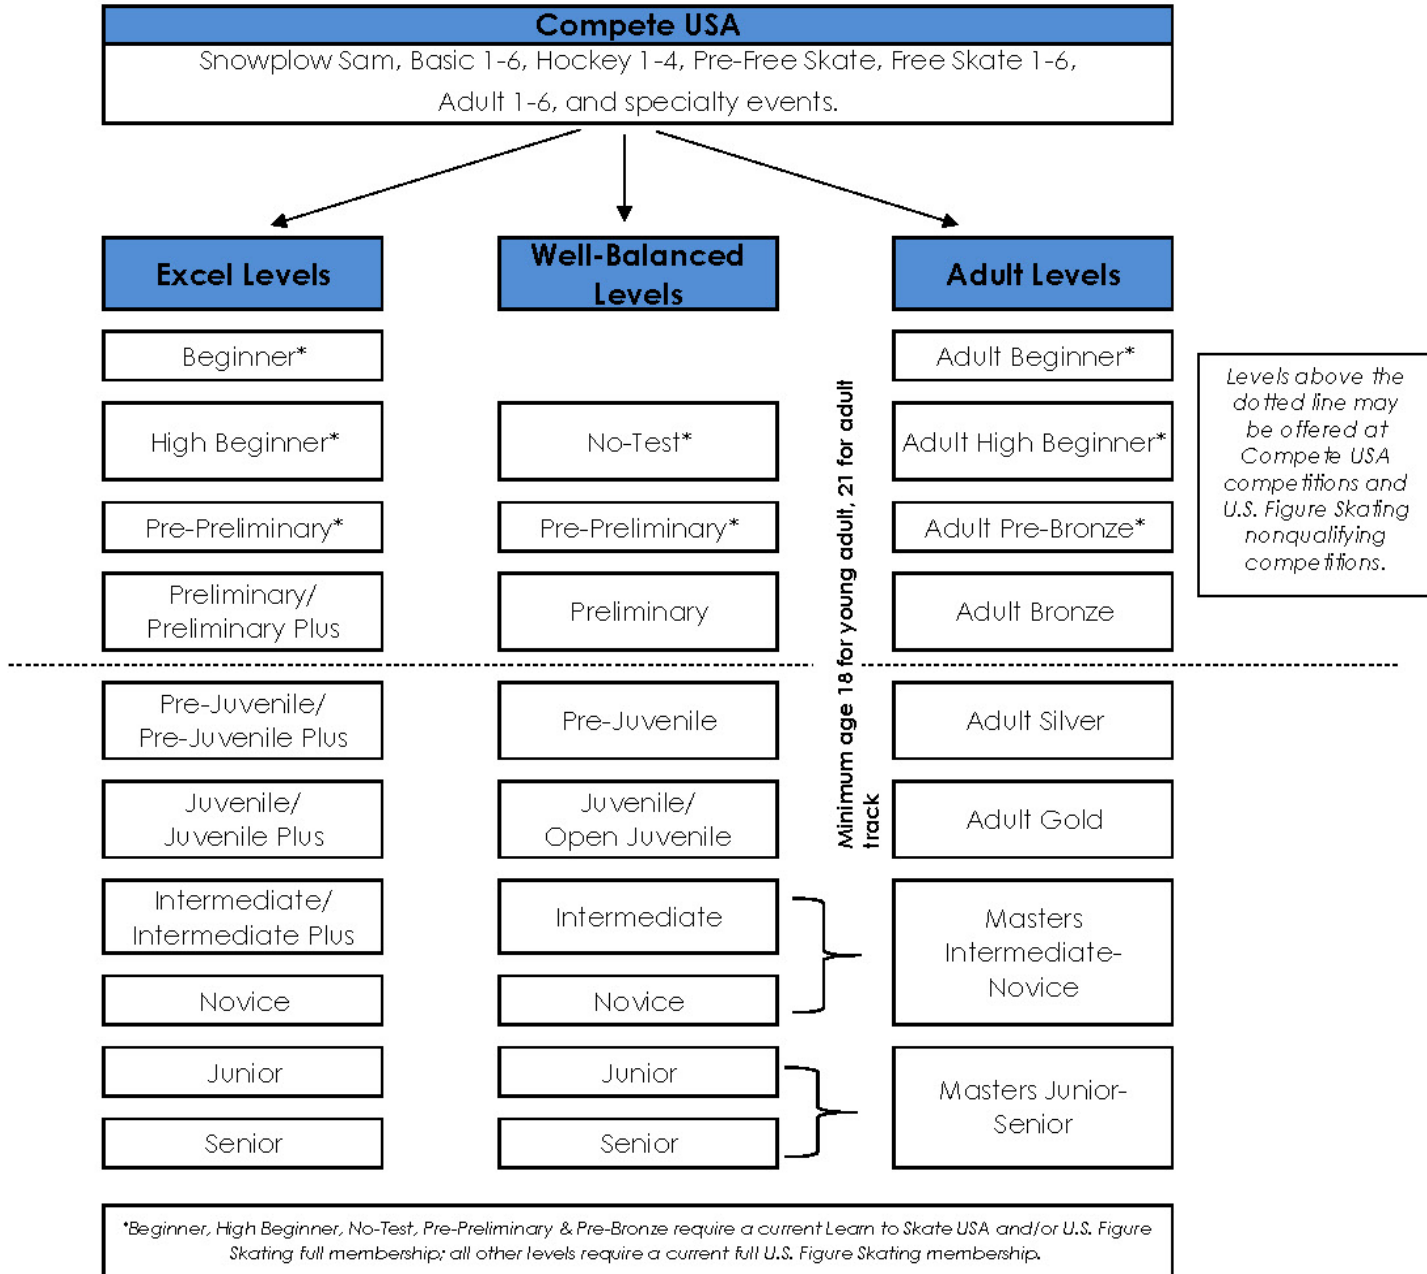 Compete USA
Snowplow Sam, Basic 1-6, Hockey 1-4, Pre-Free Skate, Free Skate 1-6,
Adult 1-6, and specialty events.
Excel Levels
Beginner*
High Beginner*
Pre-Preliminary*
Preliminary/
Preliminary Plus
Pre-Juvenile/
Pre-Juvenile Plus
Juvenile/
Juvenile Plus
Intermediate/
Intermediate Plus
Novice
Junior
Senior
Well-Balanced
Levels
No-Test*
Pre-Preliminary*
Preliminary
Pre-Juvenile
Juvenile/
Open Juvenile
Intermediate
Novice
Junior
Senior
Minimum age 18 for young adult, 21 for adult
track
Adult Levels
Adult Beginner*
Adult High Beginner*
Adult Pre-Bronze*
Adult Bronze
Adult Silver
Adult Gold
Masters
Intermediate-
Novice
Masters Junior-
Senior
Levels above the
dotted line may
be offered at
Compete USA
competitions and
U.S. Figure Skating
nonqualifying
competitions.
*Beginner, High Beginner, No-Test, Pre-Preliminary & Pre-Bronze require a current Learn to Skate USA and/or U.S. Figure
Skating full membership; all other levels require a current full U.S. Figure Skating membership.